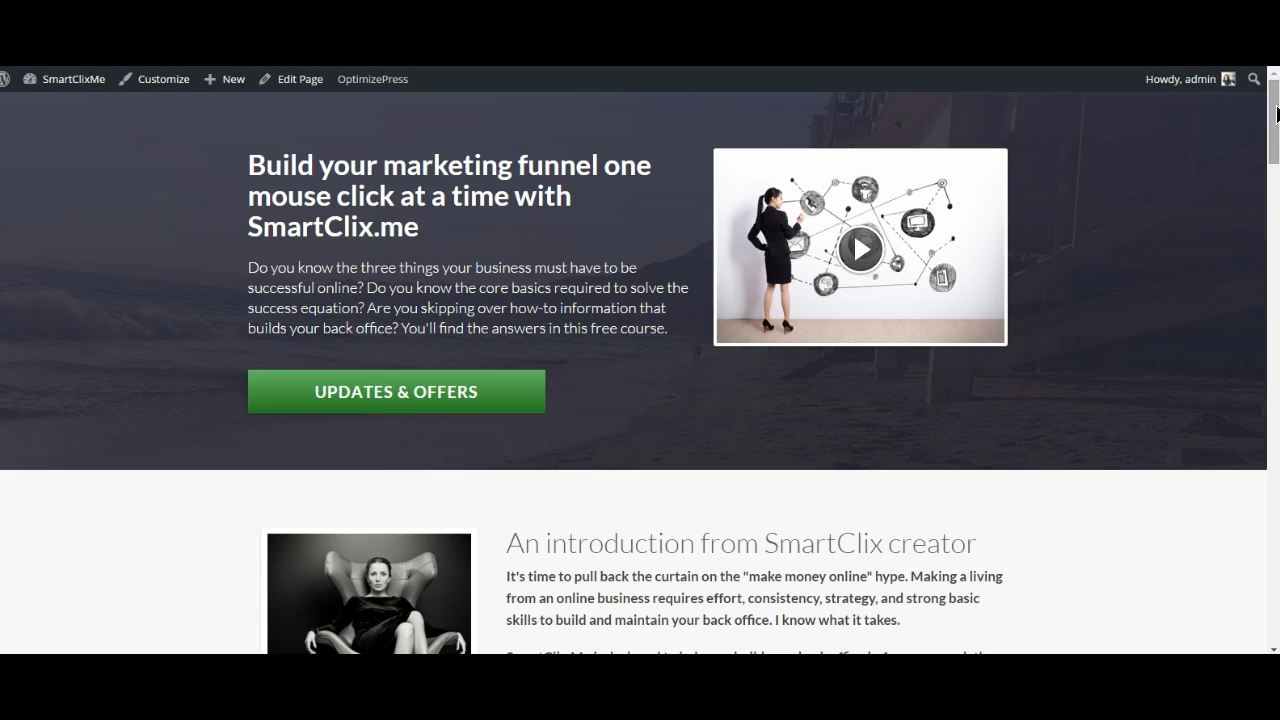 SmartClixMe Customize New Edit Page OptimizePress Howdy, admin
Build your marketing funnel one
mouse click at a time with
SmartClix.me
Do you know the three things your business must have to be
successful online? Do you know the core basics required to solve the
success equation? Are you skipping over how-to information that
builds your back office? You'll find the answers in this free course.
UPDATES & OFFERS
An introduction from SmartClix creator
It's time to pull back the curtain on the "make money online" hype. Making a living
from an online business requires effort, consistency, strategy, and strong basic
skills to build and maintain your back office. I know what it takes.